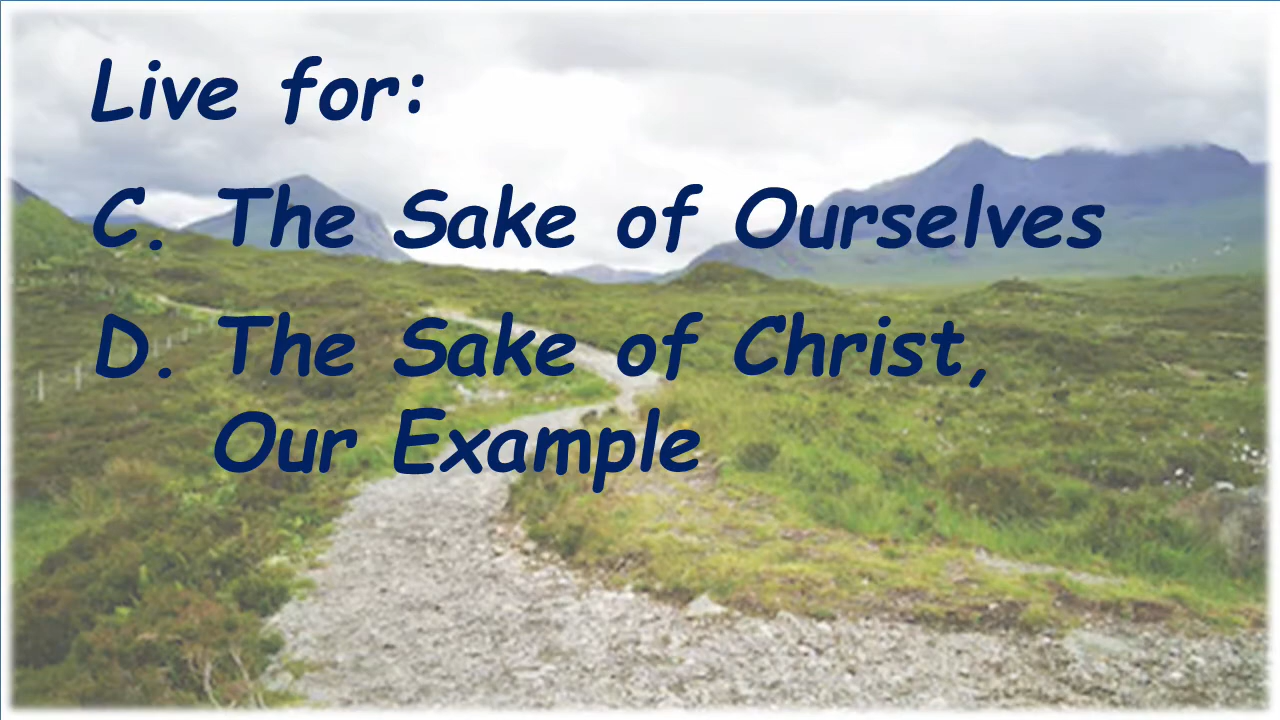 Live for:
C. The Sake of Ourselves
D. The Sake of Christ,
Our Example